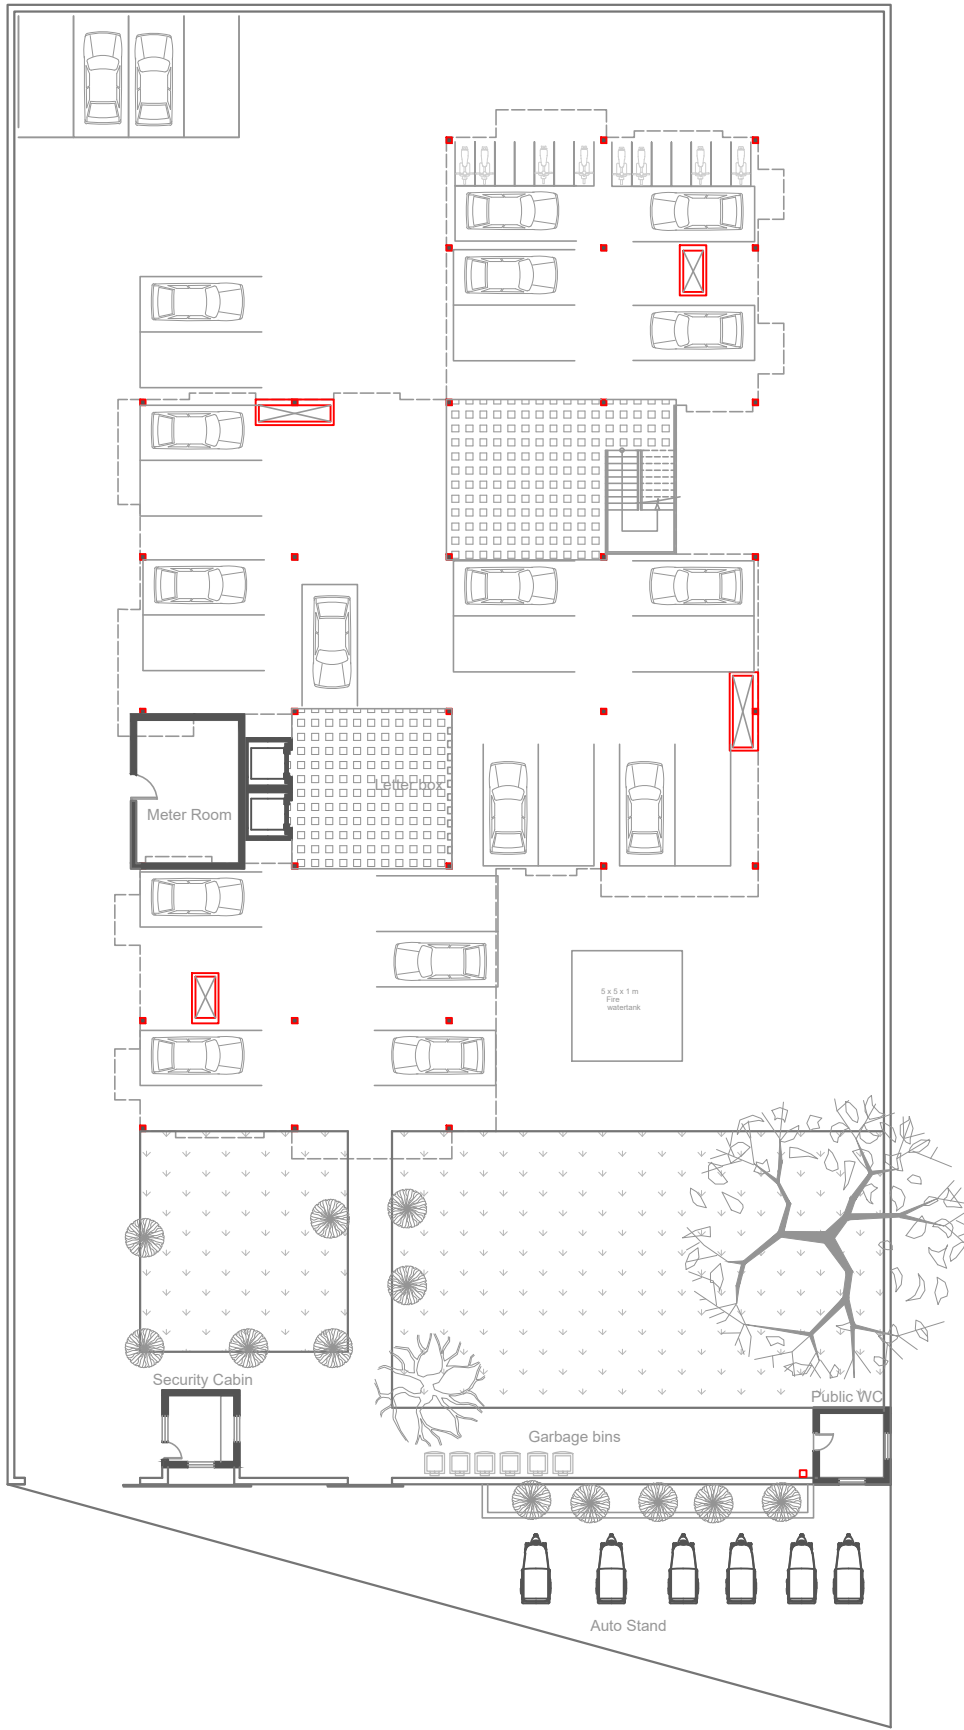 Letter box
Meter Room
5 x 5 x 1 m
Fire
watertank
Security Cabin
Public WC
Garbage bins
Auto Stand